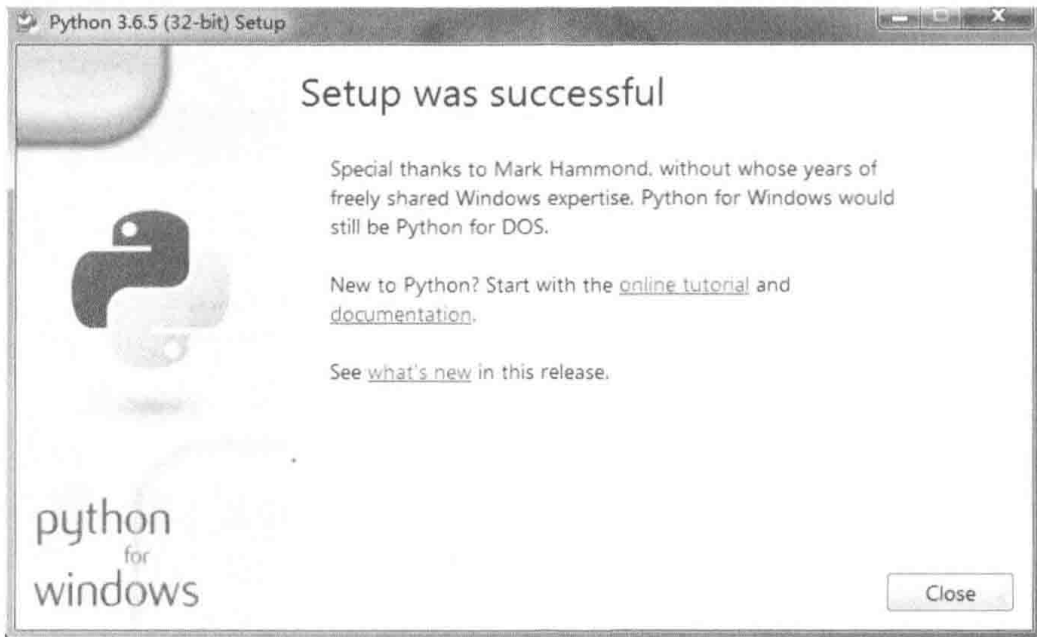 Python 3.6.5 (32-bit) Setup
Setup was successful
Special thanks to Mark Hammond, without whose years of
freely shared Windows expertise, Python for Windows would
still be Python for DOS.
New to Python? Start with the online tutorial and
documentation.
See what's new in this release.
python
for
windows
Close